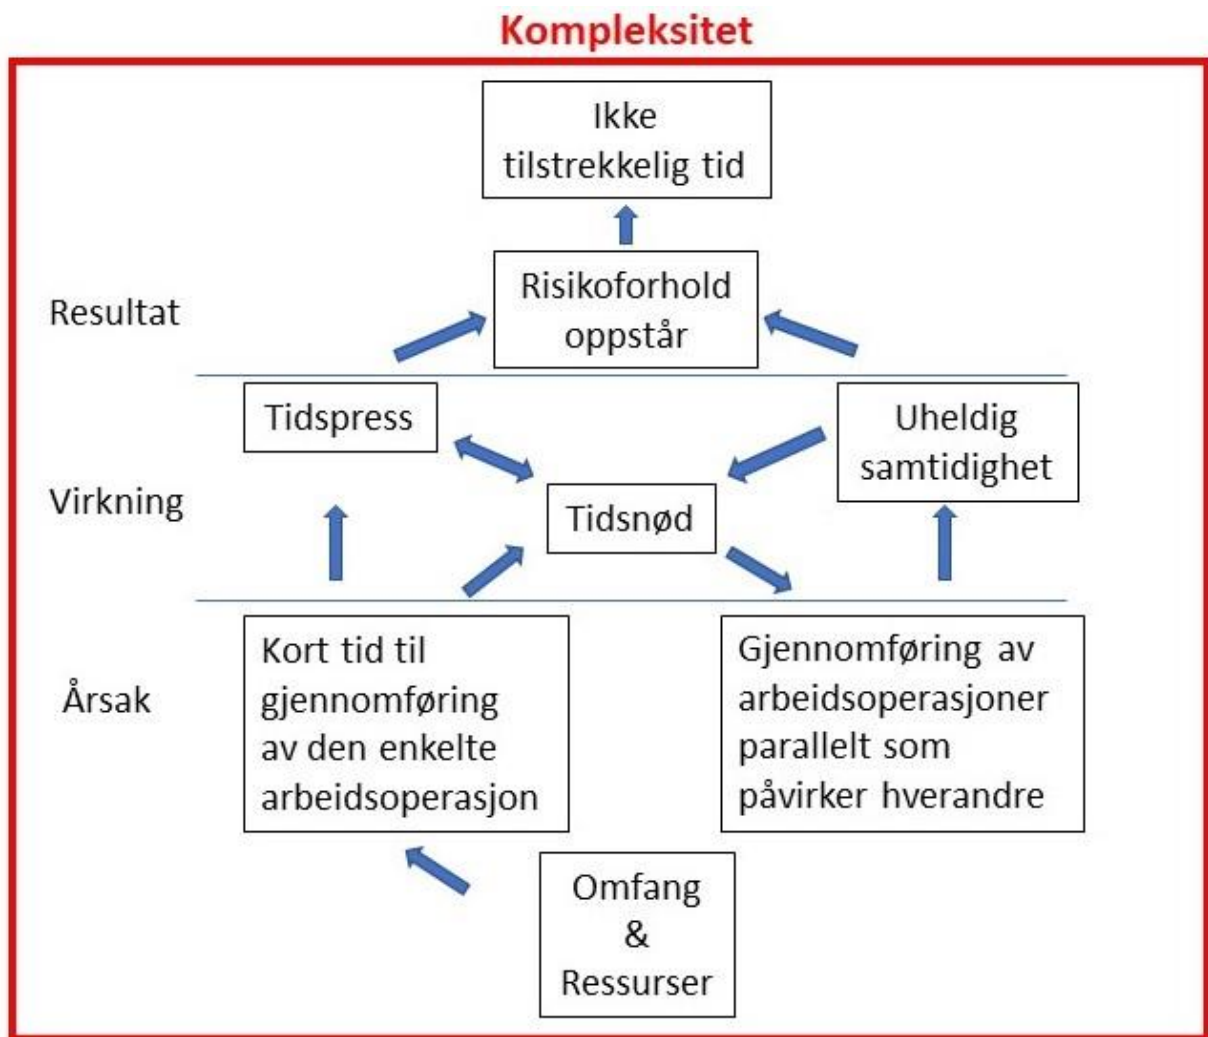 Kompleksitet
Ikke
tilstrekkelig tid
Resultat
Risikoforhold
oppstår
Tidspress
Uheldig
samtidighet
Virkning
Tidsnød
Årsak
Kort tid til
gjennomføring
av den enkelte
arbeidsoperasjon
Gjennomføring av
arbeidsoperasjoner
parallelt som
påvirker hverandre
Omfang
&
Ressurser